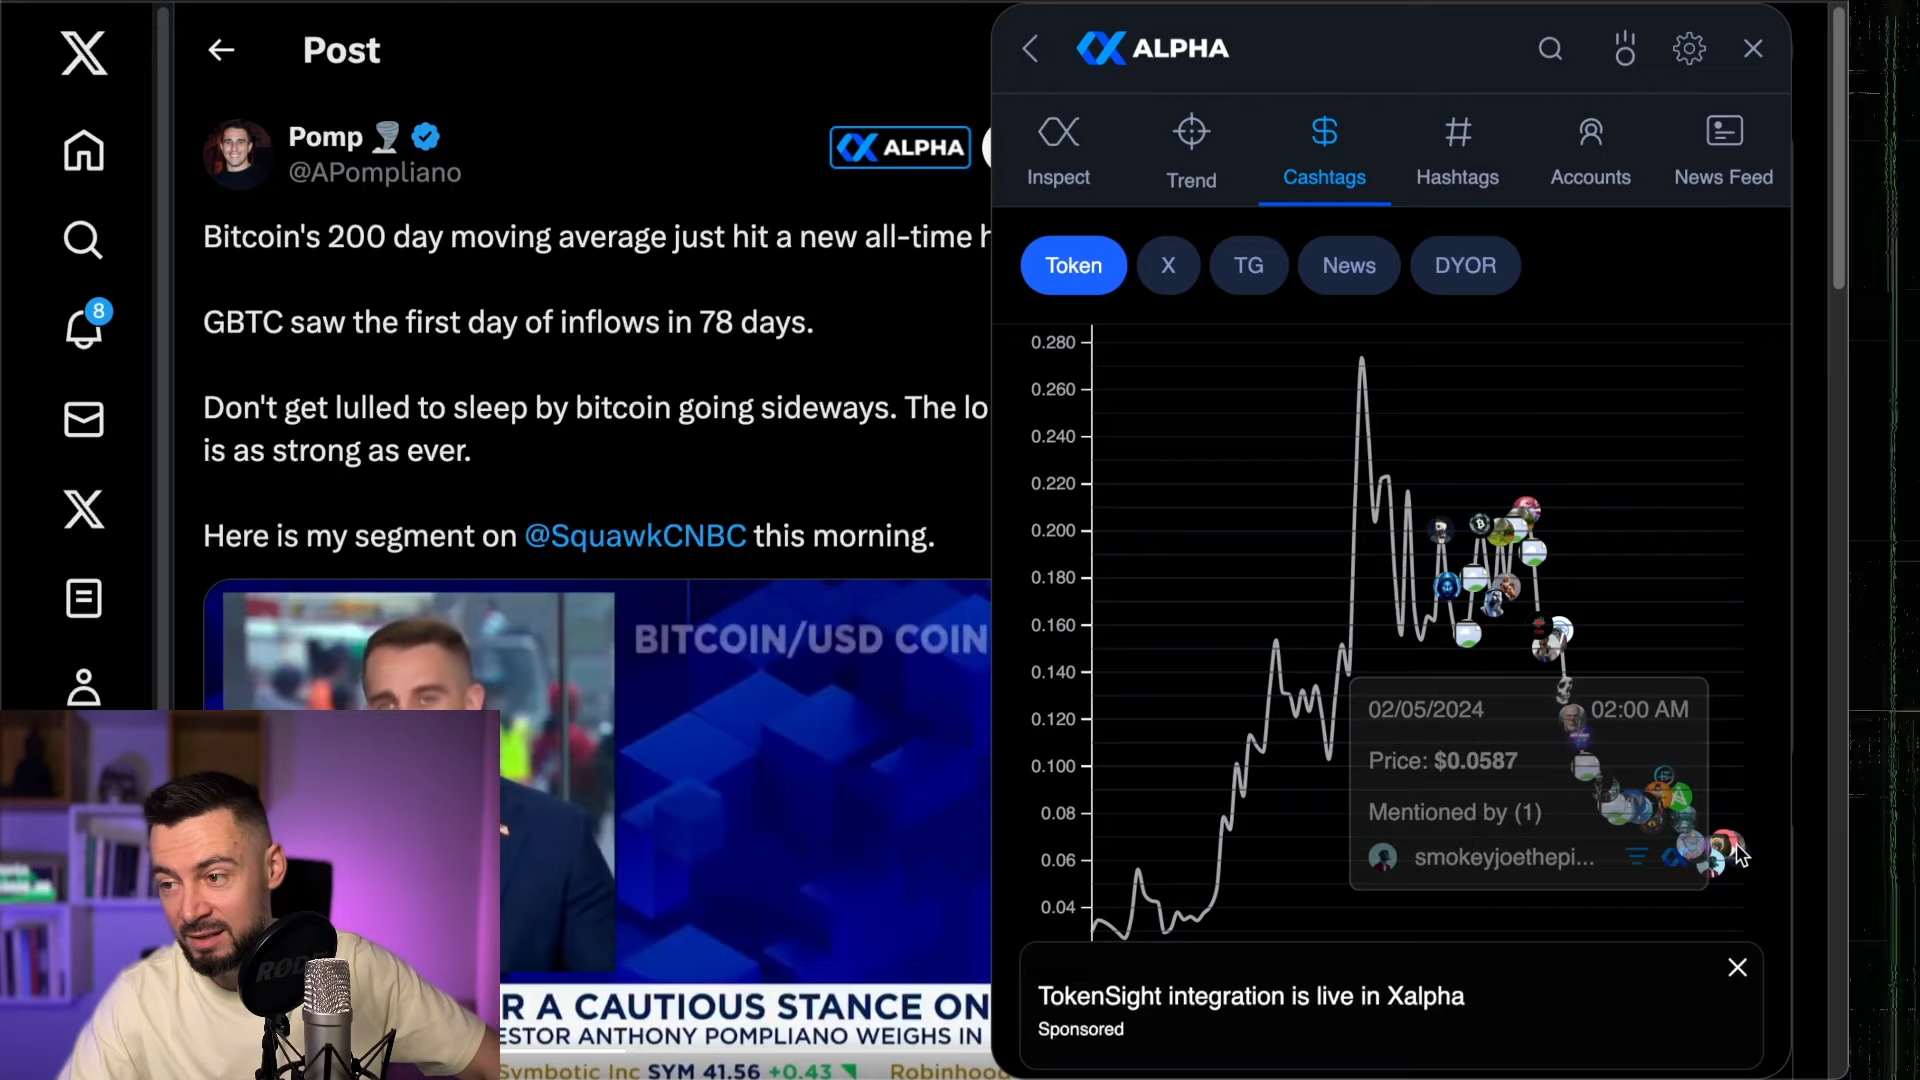 Post
Pomp
@APompliano
ALPHA
Bitcoin's 200 day moving average just hit a new all-time
GBTC saw the first day of inflows in 78 days.
Don't get lulled to sleep by bitcoin going sideways. The
is as strong as ever.
Here is my segment on @SquawkCNBC this morning.
8
BITCOIN/USD COIN
R A CAUTIOUS STANCE ON
ESTOR ANTHONY POMPLIANO WEIGHS IN
Symbotic Inc SYM 41.56 +0.43
Robinhood
RØDE
ALPHA
Inspect
Trend
Cashtags
Hashtags
Accounts
News Feed
Token
X
TG
News
DYOR
0.280
0.260
0.240
0.220
0.200
0.180
0.160
0.140
0.120
0.100
0.08
0.06
0.04
02/05/2024 02:00 AM
Price: $0.0587
Mentioned by (1)
smokeyjoethepi...
TokenSight integration is live in Xalpha
Sponsored